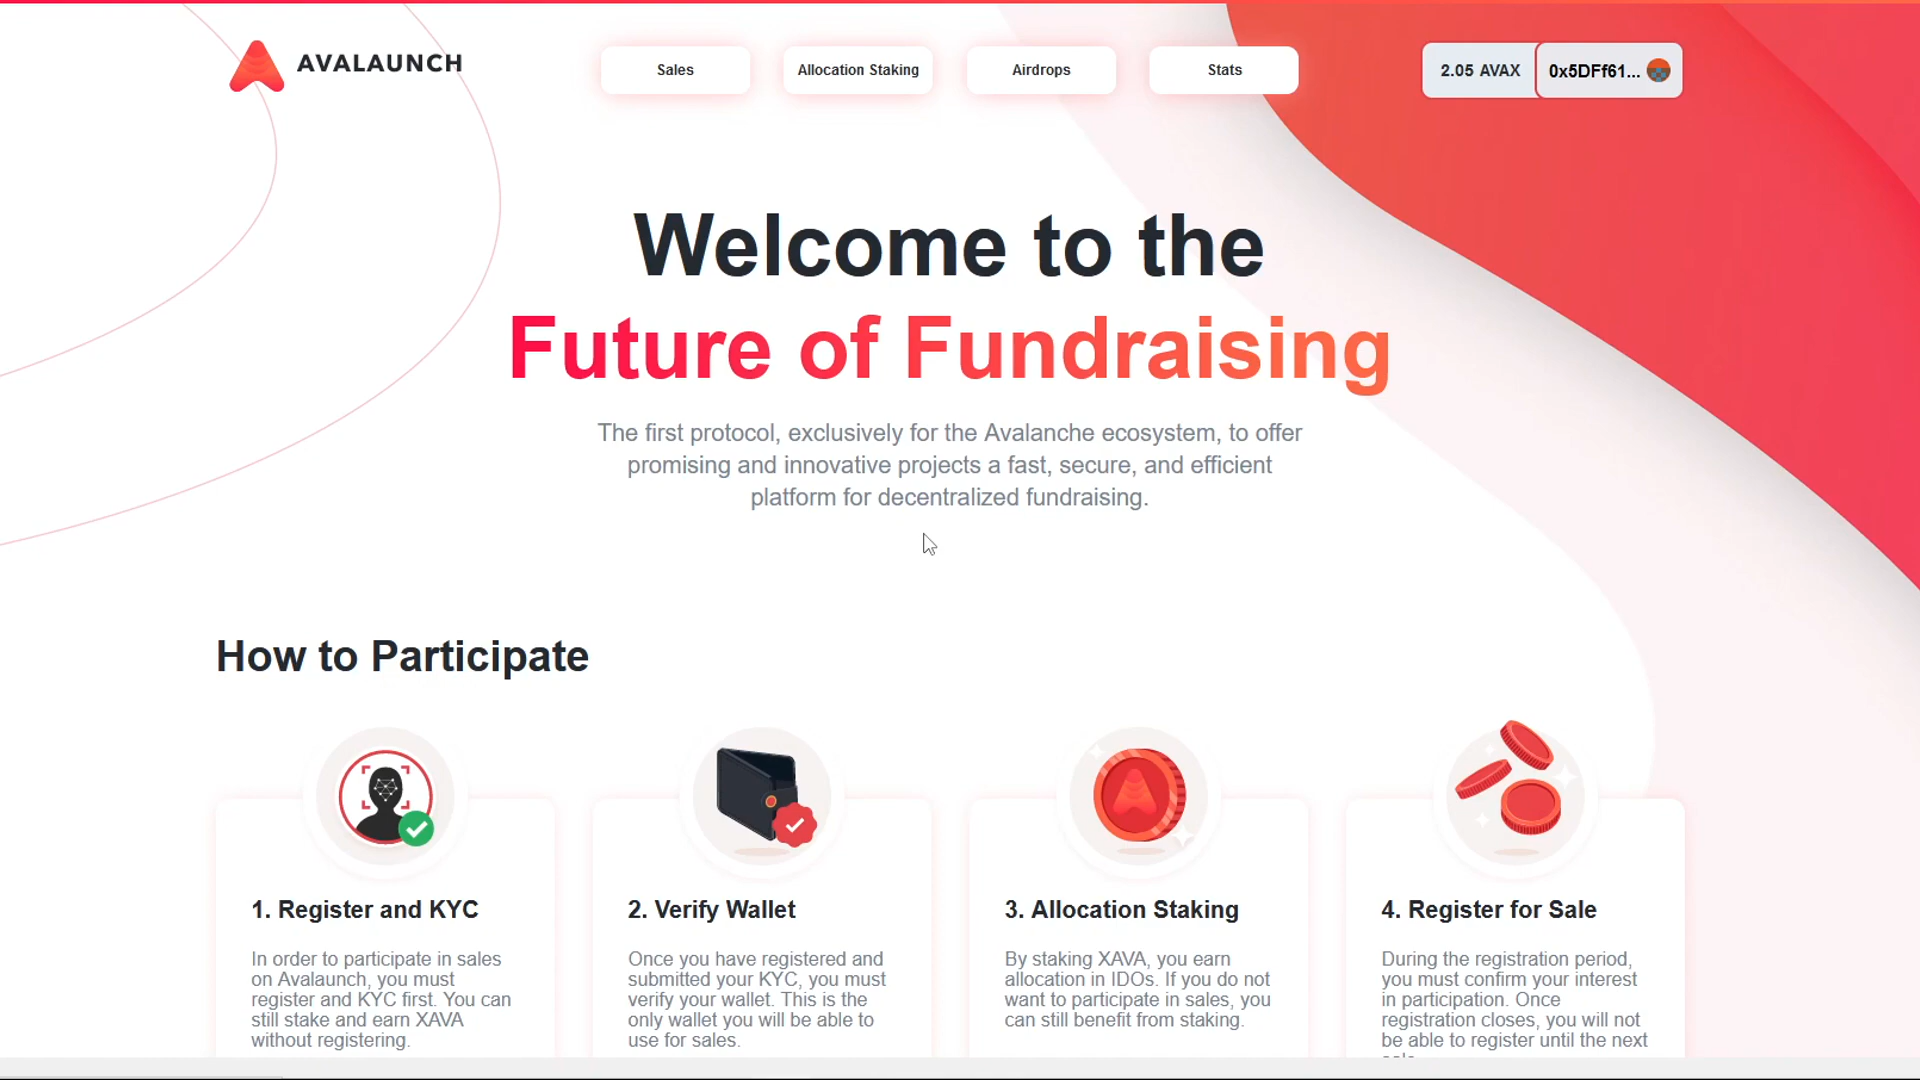 AVALAUNCH
Sales
Allocation Staking
Airdrops
Stats
2.05 AVAX
0x5DFf61...
Welcome to the
Future of Fundraising
The first protocol, exclusively for the Avalanche ecosystem, to offer
promising and innovative projects a fast, secure, and efficient
platform for decentralized fundraising.
How to Participate
1. Register and KYC
In order to participate in sales
on Avalaunch, you must
register and KYC first. You can
still stake and earn XAVA
without registering.
2. Verify Wallet
Once you have registered and
submitted your KYC, you must
verify your wallet. This is the
only wallet you will be able to
use for sales.
3. Allocation Staking
By staking XAVA, you earn
allocation in IDOs. If you do not
want to participate in sales, you
can still benefit from staking.
4. Register for Sale
During the registration period,
you must confirm your interest
in participation. Once
registration closes, you will not
be able to register until the next